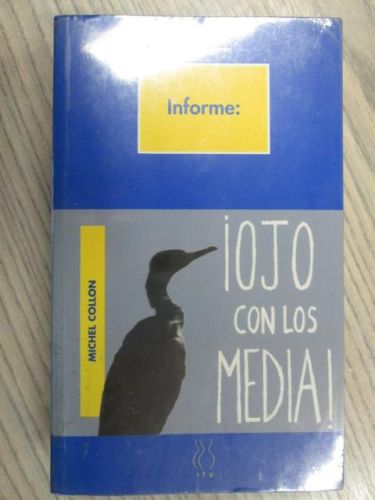 Informe:
MICHEL COLLON
¡OJO
CON LOS
MEDIA!